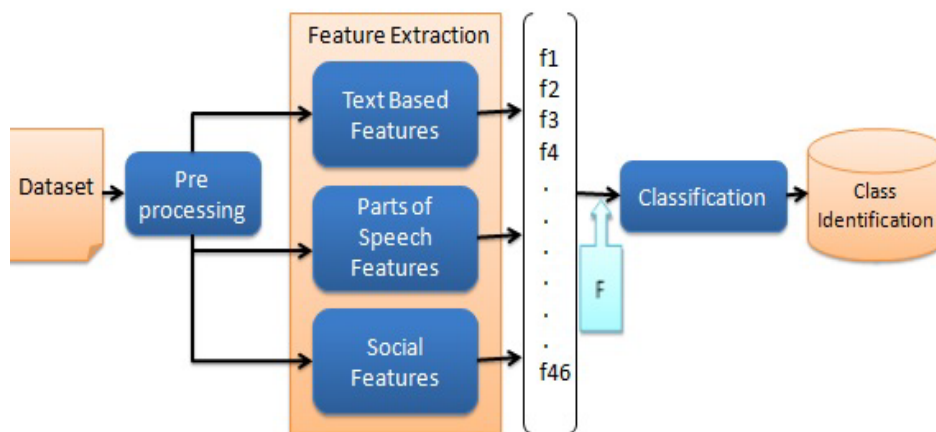 Feature Extraction
Dataset
Pre
processing
Text Based
Features
Parts of
Speech
Features
Social
Features
f1
f2
f3
f4
.
.
.
.
.
.
f46
F
Classification
Class
Identification